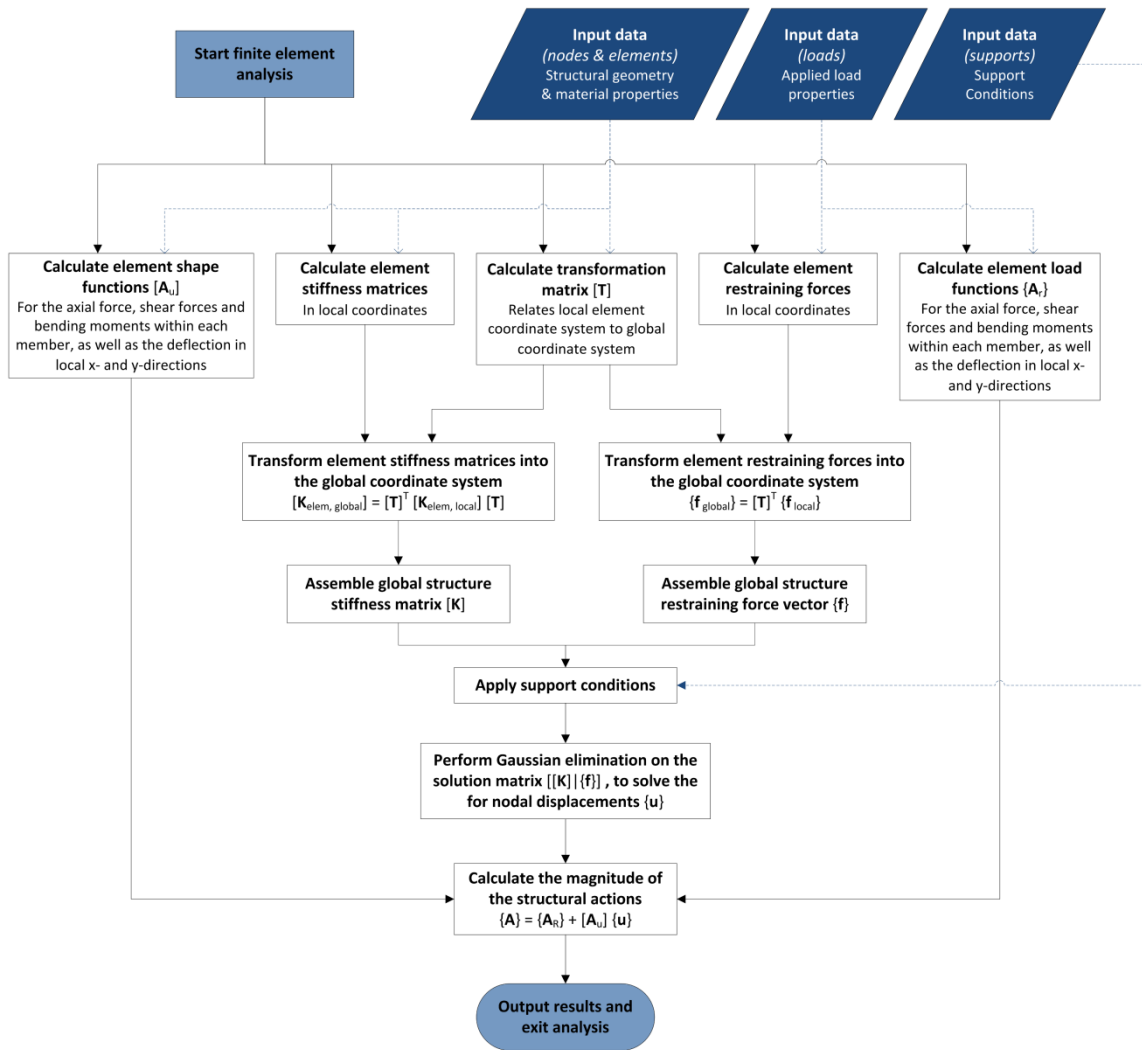 Start finite element
analysis
Input data
(nodes & elements)
Structural geometry
& material properties
Input data
(loads)
Applied load
properties
Input data
(supports)
Support
Conditions
Calculate element shape
functions [Aᵤ]
For the axial force, shear forces and
bending moments within each
member, as well as the deflection in
local x- and y-directions
Calculate element
stiffness matrices
In local coordinates
Calculate transformation
matrix [T]
Relates local element
coordinate system to global
coordinate system
Calculate element
restraining forces
In local coordinates
Calculate element load
functions {Aᵣ}
For the axial force, shear
forces and bending moments
within each member, as well
as the deflection in local x-
and y-directions
Transform element stiffness matrices into
the global coordinate system
[K elem, global] = [T]ᵀ [K elem, local] [T]
Transform element restraining forces into
the global coordinate system
{f global} = [T]ᵀ {f local}
Assemble global structure
stiffness matrix [K]
Assemble global structure
restraining force vector {f}
Apply support conditions
Perform Gaussian elimination on the
solution matrix [[K]|{f}] , to solve the
for nodal displacements {u}
Calculate the magnitude of
the structural actions
{A} = {A_R} + [Aᵤ] {u}
Output results and
exit analysis